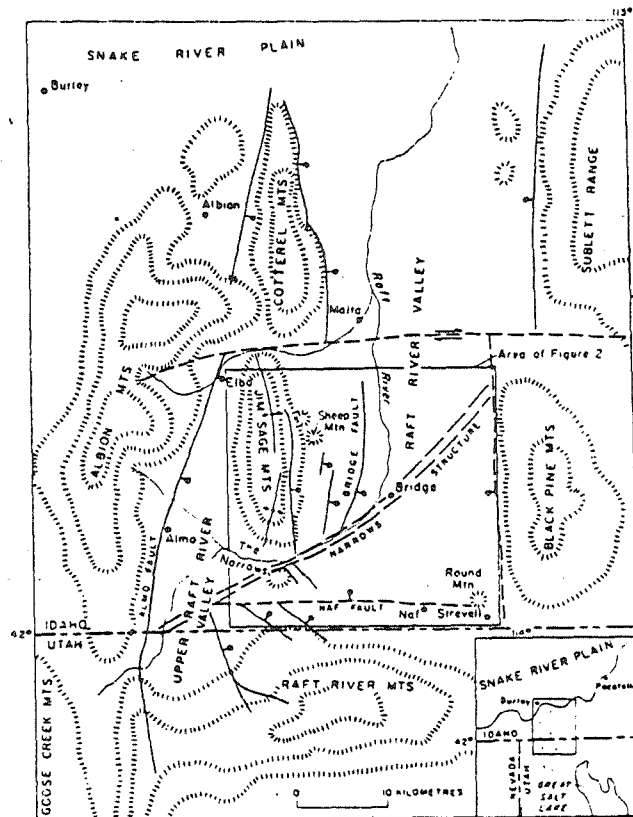 113°
SNAKE RIVER PLAIN
Burley
Albion
COTTEREL MTS
SUBLETT RANGE
Malta
Raft
River
RAFT RIVER VALLEY
Area of Figure 2
ALBION MTS
Elba
JIM SAGE MTS
Sheep
Mtn
BRIDGE FAULT
Bridge
NARROWS STRUCTURE
BLACK PINE MTS
Almo
ALMO FAULT
The
Narrows
UPPER RAFT RIVER
VALLEY
Round
Mtn
NAF FAULT
Naf
Strevell
42°
IDAHO
UTAH
GOOSE CREEK MTS
RAFT RIVER MTS
0 10 KILOMETRES
SNAKE RIVER PLAIN
Burley
Pocatello
42°
IDAHO
NEVADA
UTAH
GREAT
SALT
LAKE